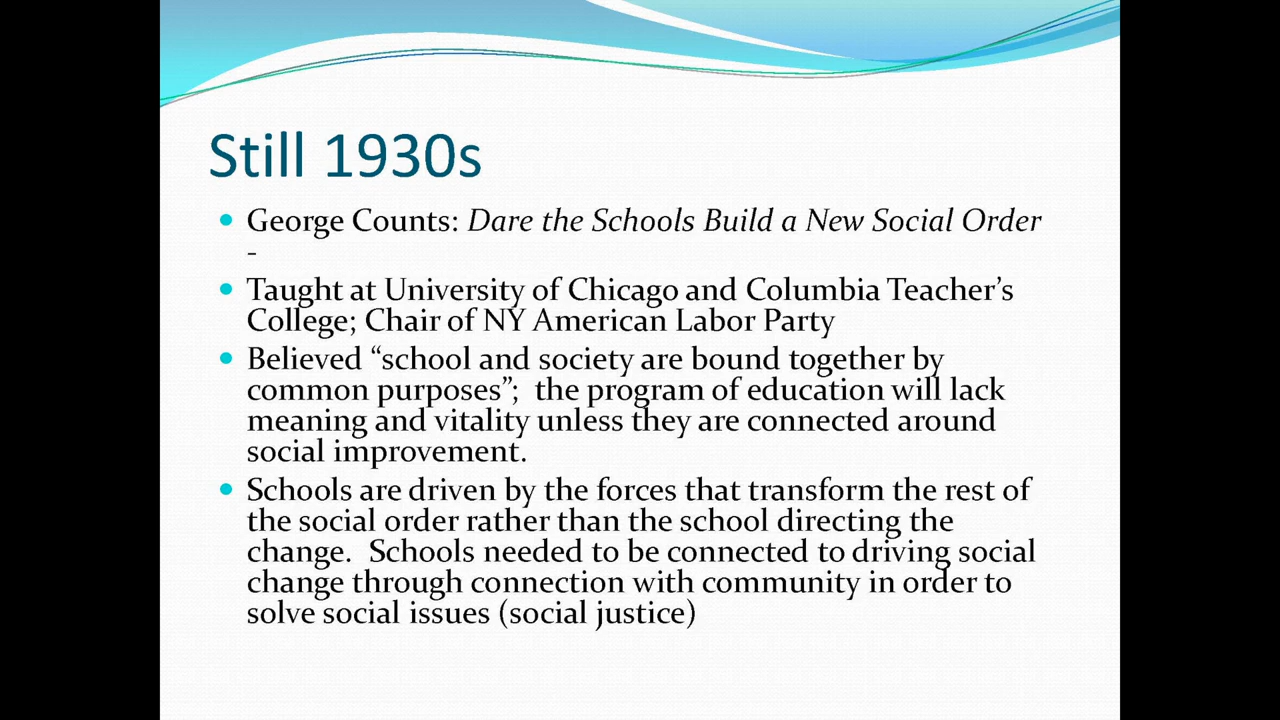 Still 1930s
George Counts: Dare the Schools Build a New Social Order
-
Taught at University of Chicago and Columbia Teacher’s
College; Chair of NY American Labor Party
Believed “school and society are bound together by
common purposes”;  the program of education will lack
meaning and vitality unless they are connected around
social improvement.
Schools are driven by the forces that transform the rest of
the social order rather than the school directing the
change.  Schools needed to be connected to driving social
change through connection with community in order to
solve social issues (social justice)